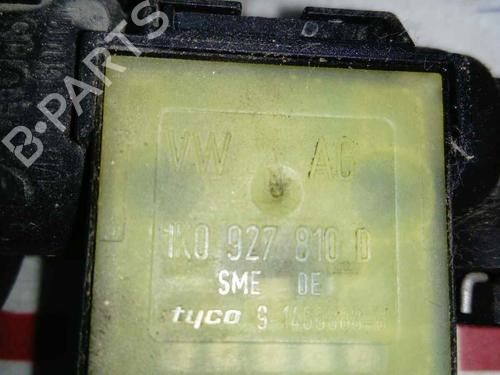 B-PARTS
VW AG
1K0 927 810 D
SME DE
tyco